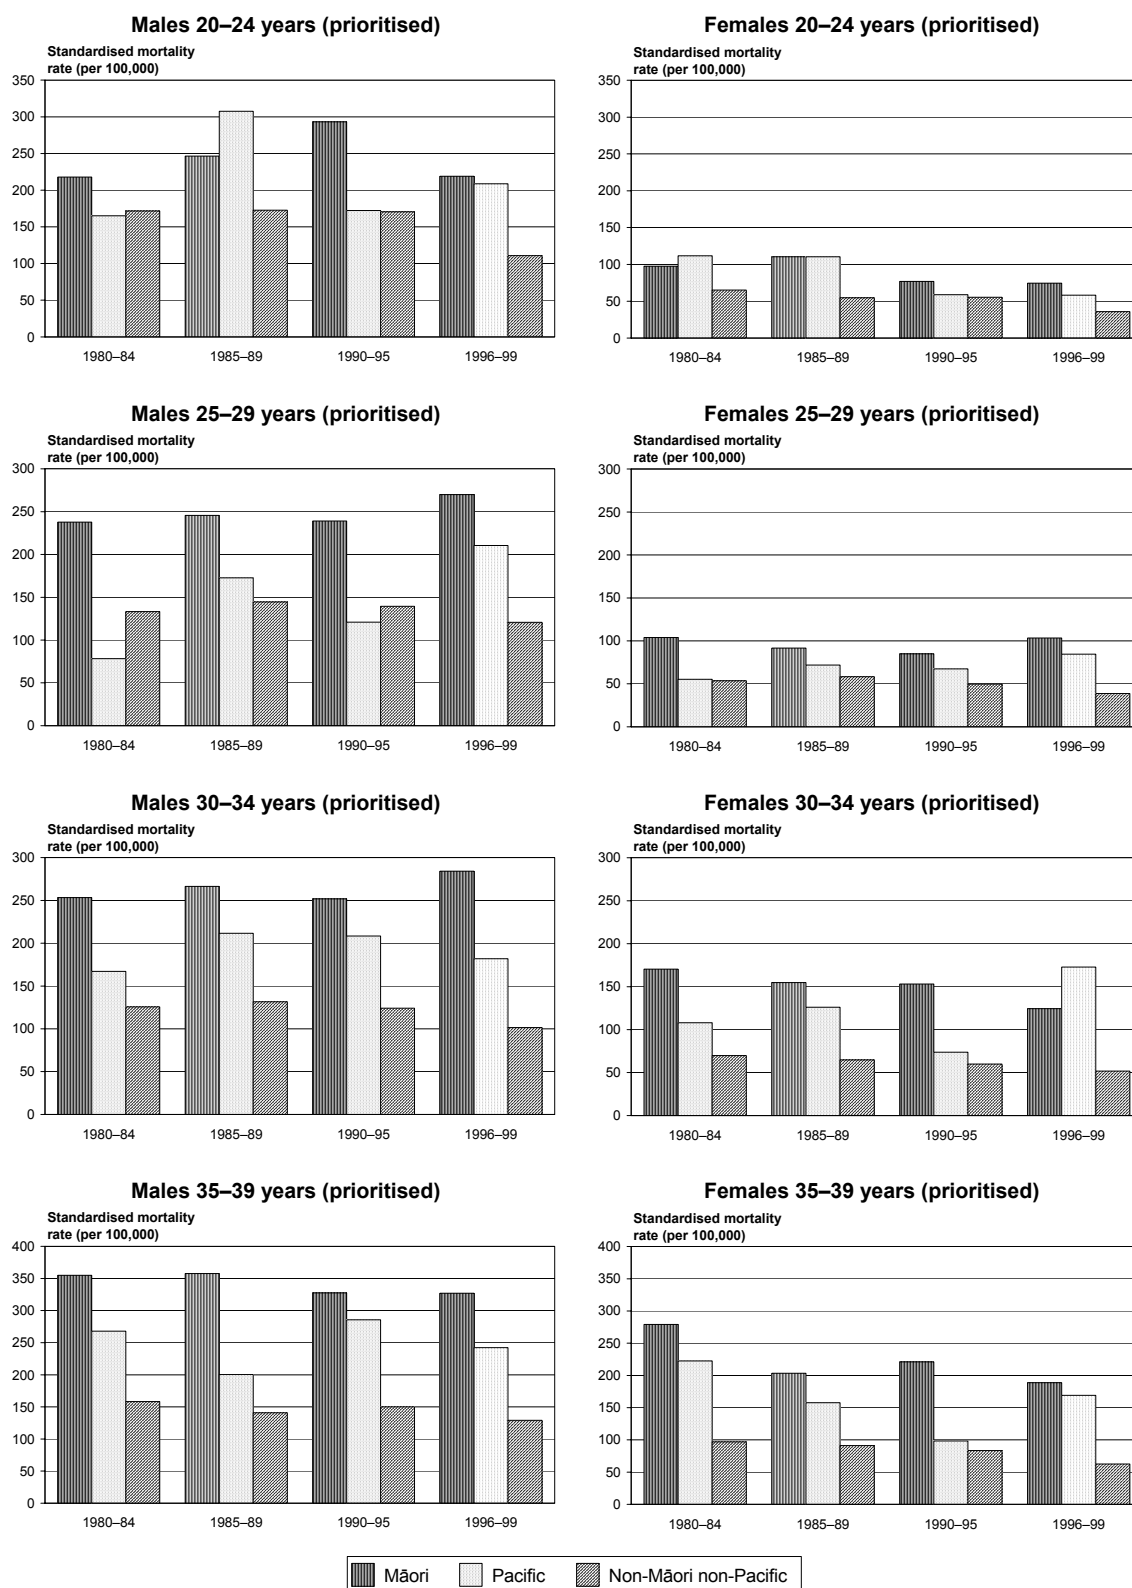 Males 20–24 years (prioritised)
Standardised mortality
rate (per 100,000)
350
300
250
200
150
100
50
0
1980–84 1985–89 1990–95 1996–99
Females 20–24 years (prioritised)
Standardised mortality
rate (per 100,000)
350
300
250
200
150
100
50
0
1980–84 1985–89 1990–95 1996–99
Males 25–29 years (prioritised)
Standardised mortality
rate (per 100,000)
300
250
200
150
100
50
0
1980–84 1985–89 1990–95 1996–99
Females 25–29 years (prioritised)
Standardised mortality
rate (per 100,000)
300
250
200
150
100
50
0
1980–84 1985–89 1990–95 1996–99
Males 30–34 years (prioritised)
Standardised mortality
rate (per 100,000)
300
250
200
150
100
50
0
1980–84 1985–89 1990–95 1996–99
Females 30–34 years (prioritised)
Standardised mortality
rate (per 100,000)
300
250
200
150
100
50
0
1980–84 1985–89 1990–95 1996–99
Males 35–39 years (prioritised)
Standardised mortality
rate (per 100,000)
400
350
300
250
200
150
100
50
0
1980–84 1985–89 1990–95 1996–99
Females 35–39 years (prioritised)
Standardised mortality
rate (per 100,000)
400
350
300
250
200
150
100
50
0
1980–84 1985–89 1990–95 1996–99
Māori Pacific Non-Māori non-Pacific